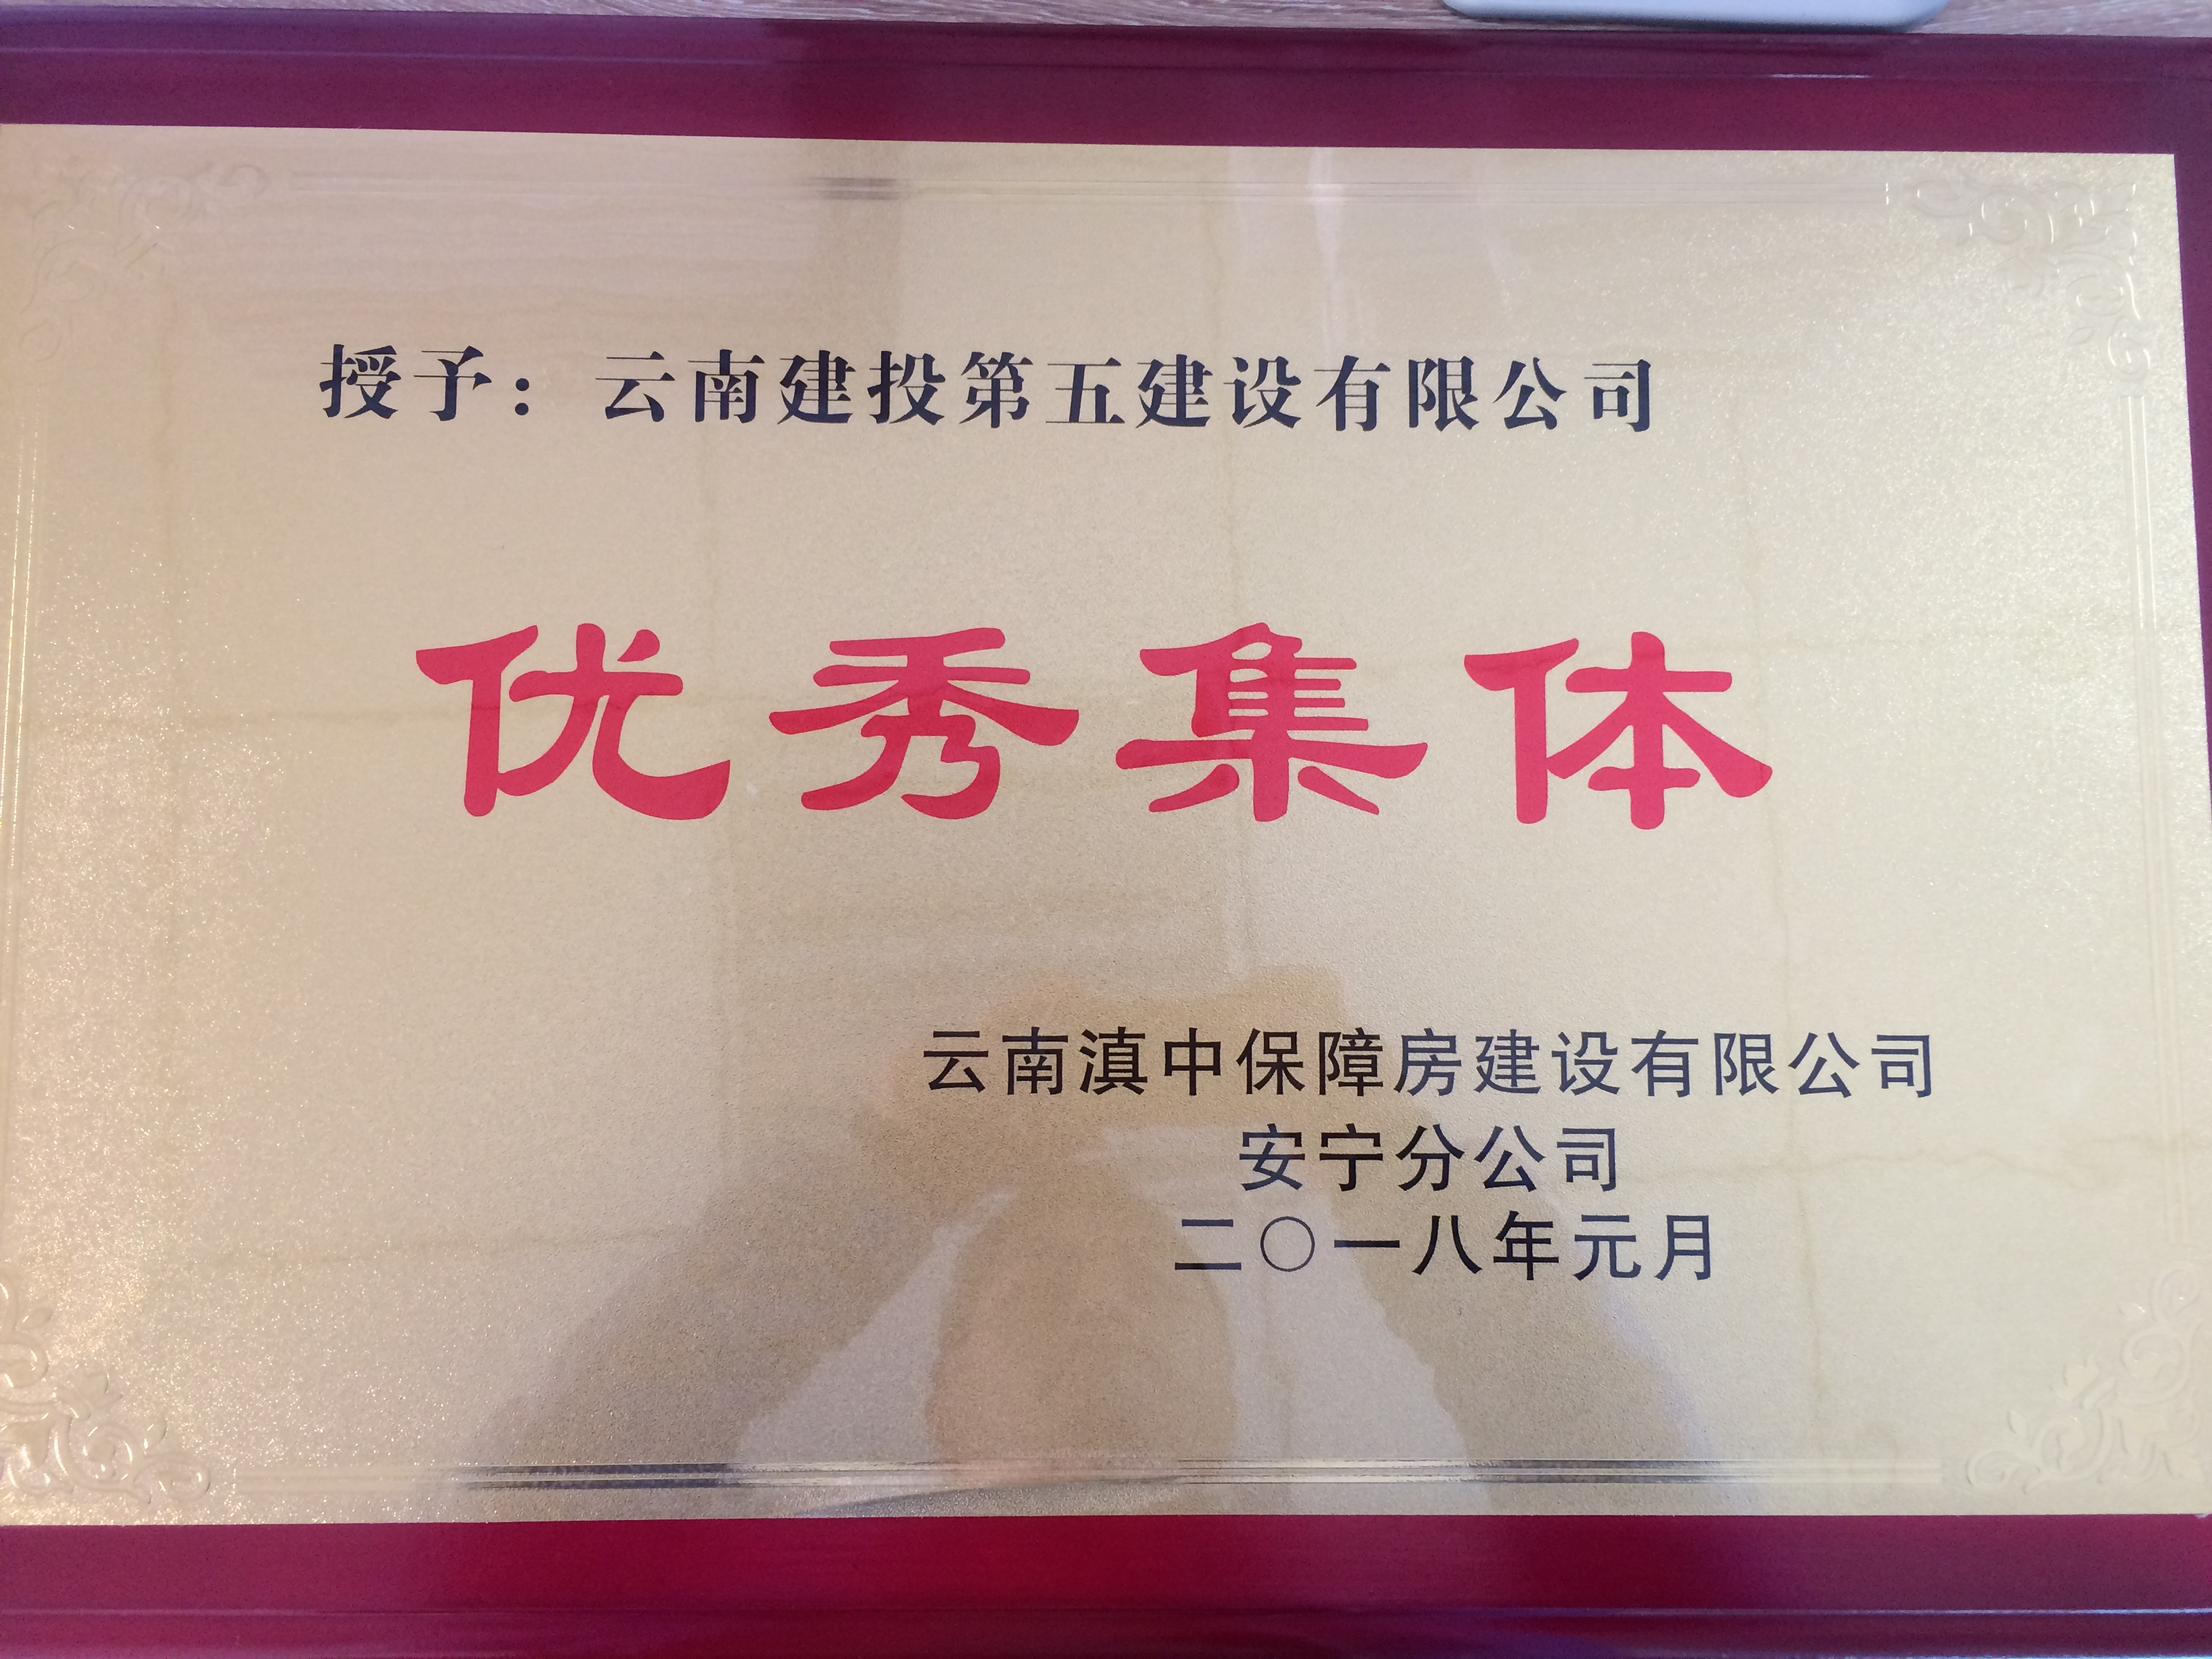 授予：云南建投第五建设有限公司
优秀集体
云南滇中保障房建设有限公司
安宁分公司
二〇一八年元月